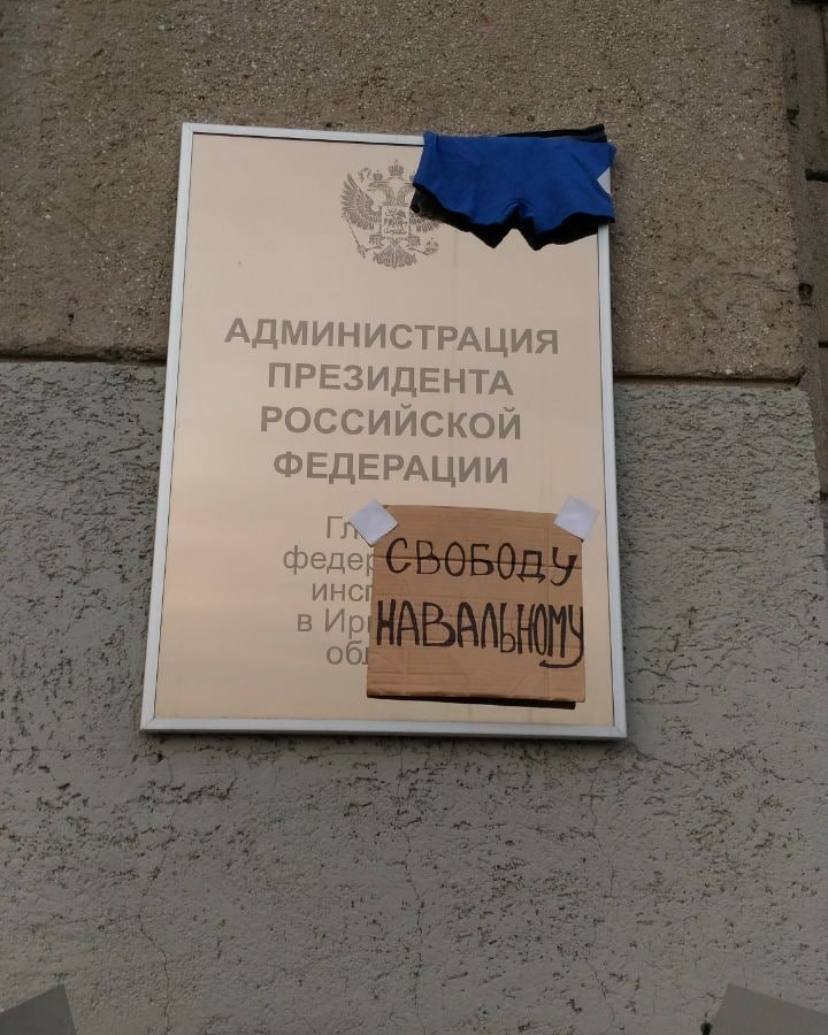 АДМИНИСТРАЦИЯ
ПРЕЗИДЕНТА
РОССИЙСКОЙ
ФЕДЕРАЦИИ
в
СВОБОДУ
НАВАЛЬНОМУ